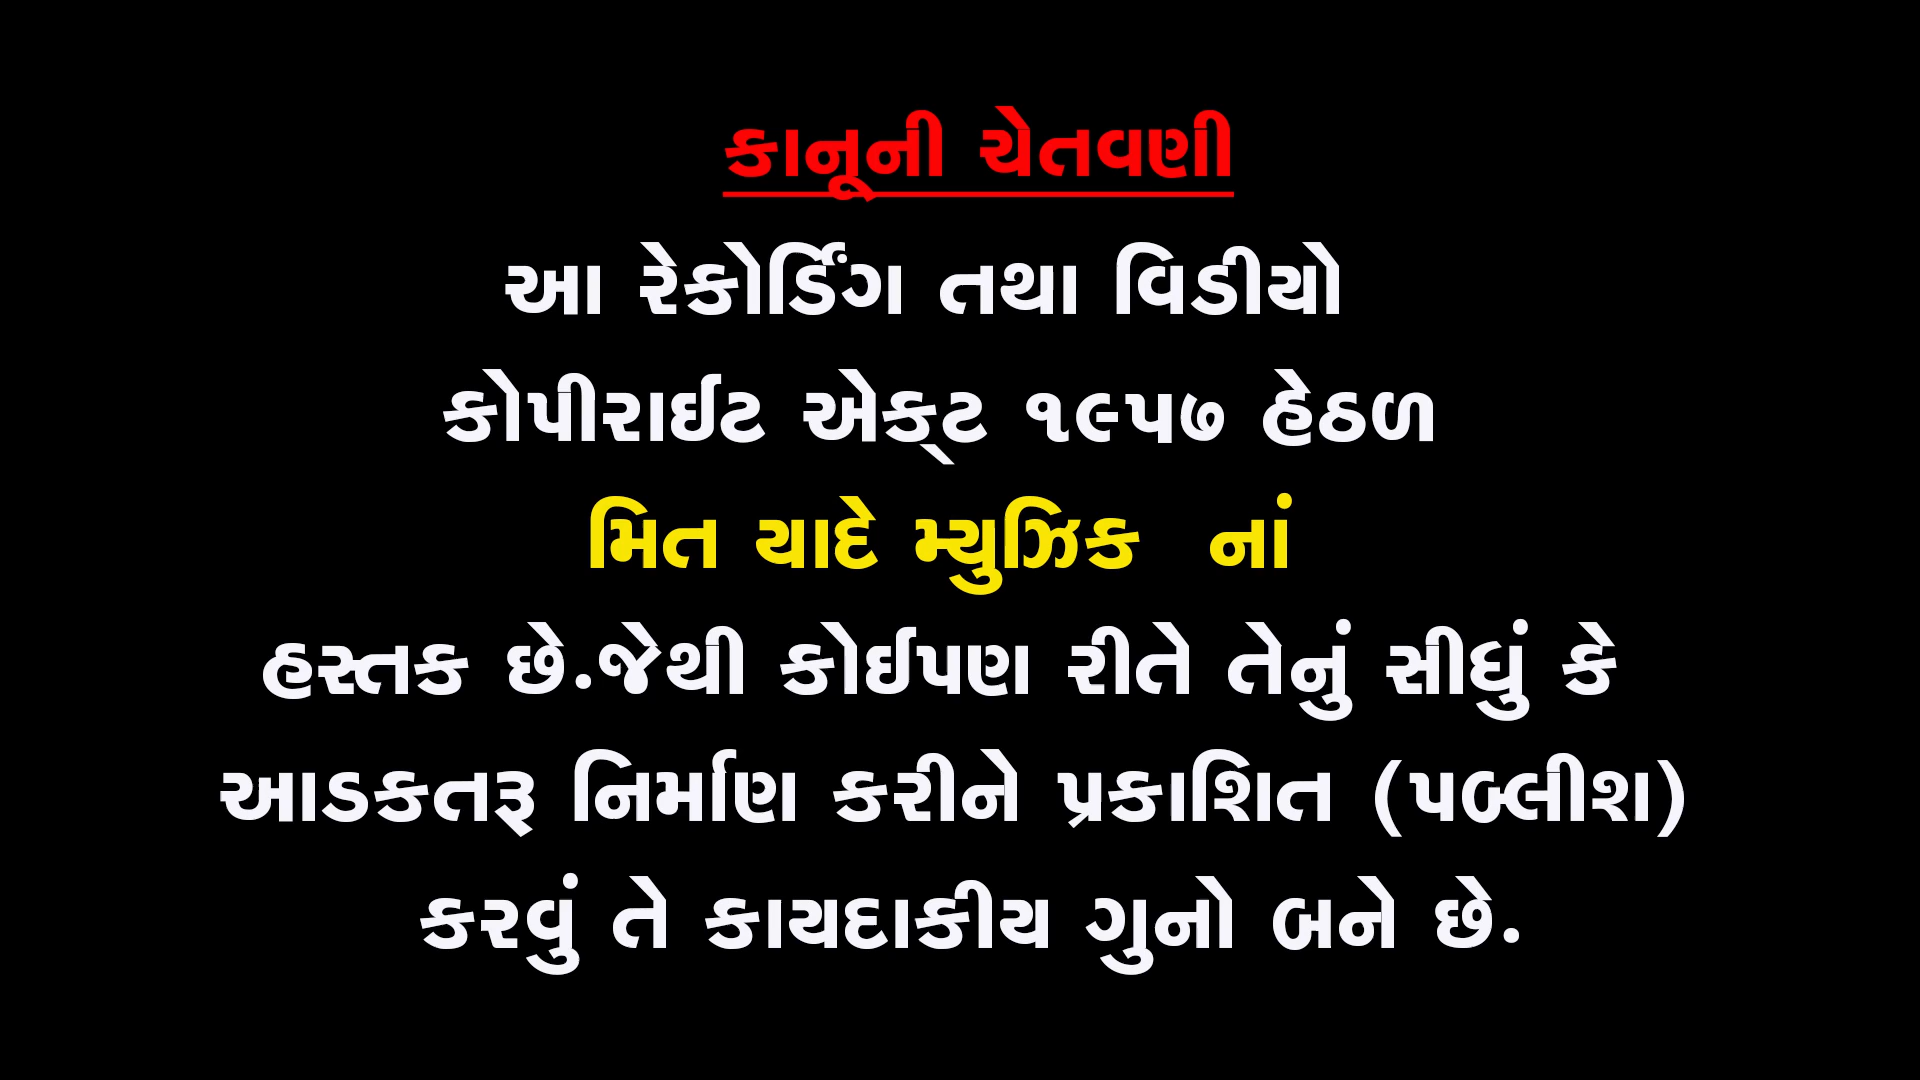 કાનૂની ચેતવણી
આ રેકોર્ડિંગ તથા વિડીયો
કોપીરાઈટ એક્ટ ૧૯૫૭ હેઠળ
મિત યાદે મ્યુઝિક નાં
હસ્તક છે.જેથી કોઈપણ રીતે તેનું સીધું કે
આડકતરૂ નિર્માણ કરીને પ્રકાશિત (પબ્લીશ)
કરવું તે કાયદાકીય ગુનો બને છે.